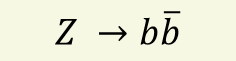 Z → bb̄